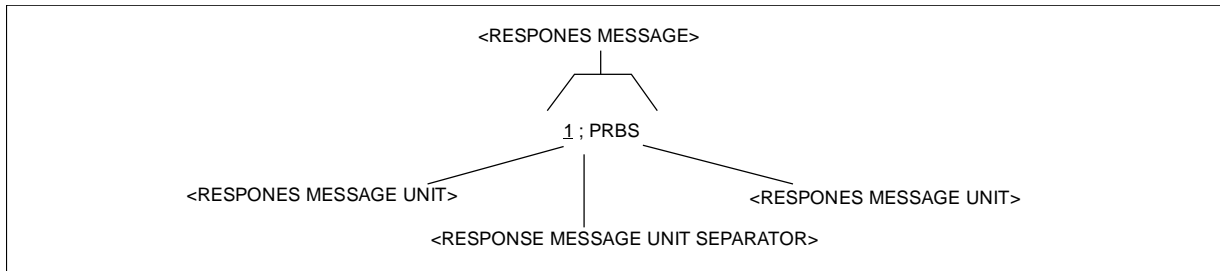 <RESPONES MESSAGE>
1 ; PRBS
<RESPONES MESSAGE UNIT>
<RESPONES MESSAGE UNIT>
<RESPONSE MESSAGE UNIT SEPARATOR>